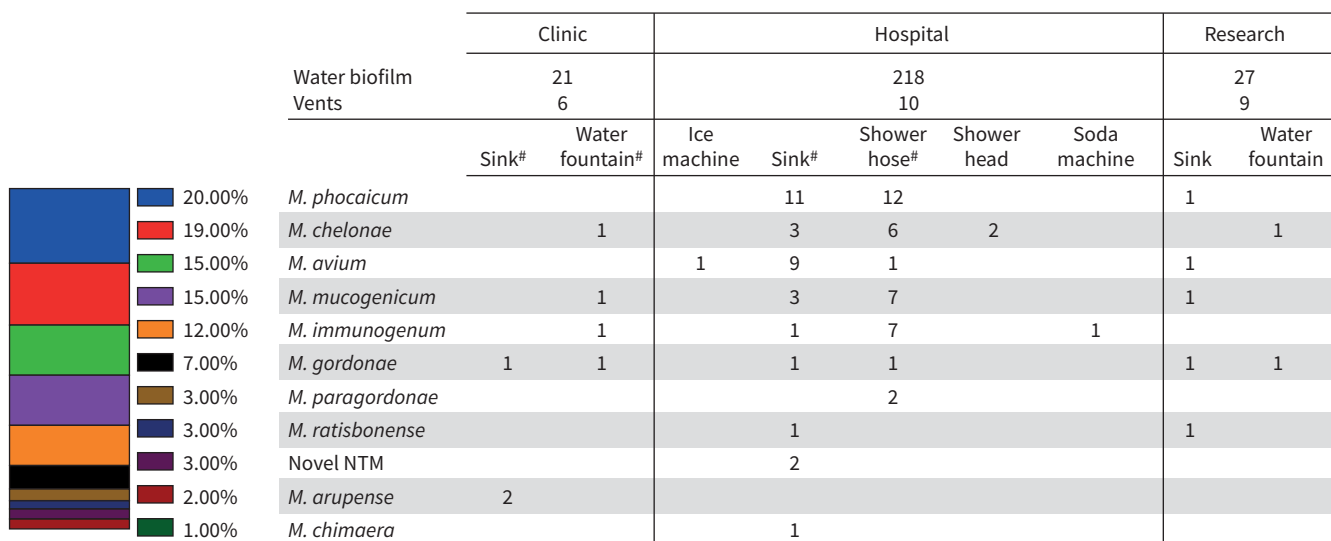 Clinic Hospital Research
Water biofilm 21 218 27
Vents 6 10 9
Sink# Water fountain# Ice machine Sink# Shower hose# Shower head Soda machine Sink Water fountain
20.00% M. phocaicum 11 12 1
19.00% M. chelonae 1 3 6 2 1
15.00% M. avium 1 9 1 1
15.00% M. mucogenicum 1 3 7 1
12.00% M. immunogenum 1 1 7 1
7.00% M. gordonae 1 1 1 1 1 1
3.00% M. paragordonae 2
3.00% M. ratisbonense 1 1
3.00% Novel NTM 2
2.00% M. arupense 2
1.00% M. chimaera 1